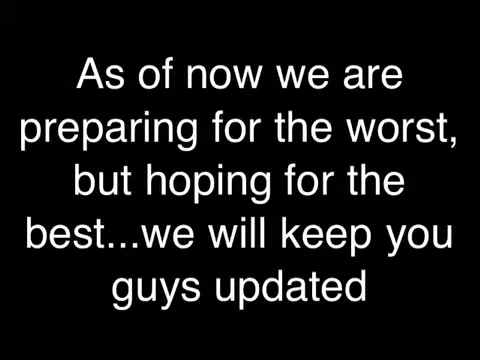 As of now we are
preparing for the worst,
but hoping for the
best...we will keep you
guys updated